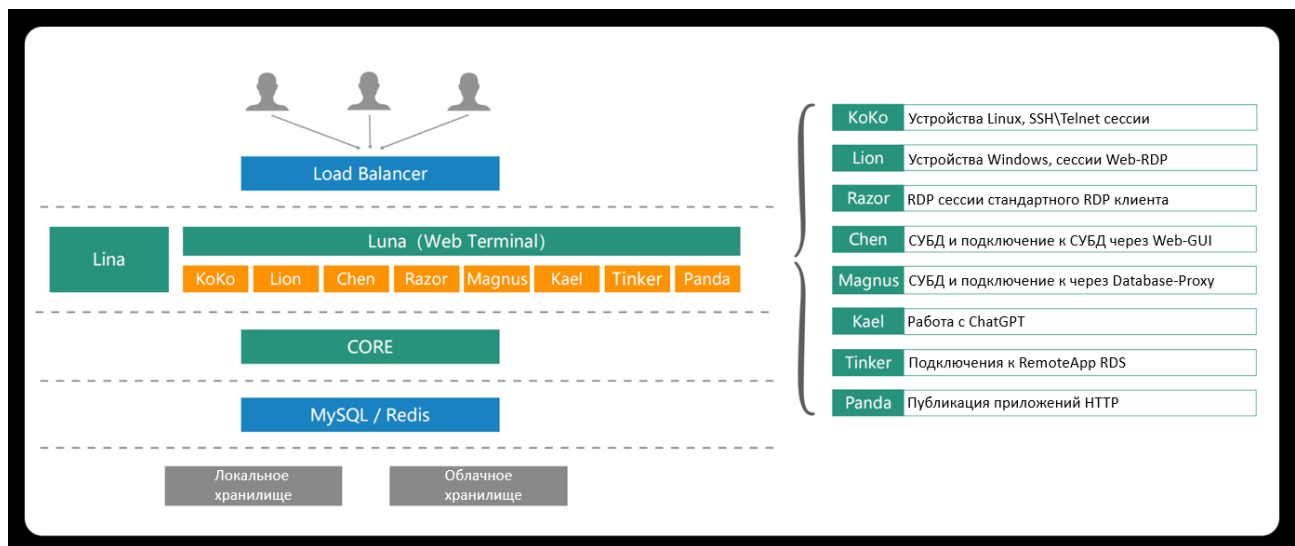 Load Balancer
Lina
Luna (Web Terminal)
KoKo
Lion
Chen
Razor
Magnus
Kael
Tinker
Panda
CORE
MySQL / Redis
Локальное
хранилище
Облачное
хранилище
KoKo Устройства Linux, SSH\Telnet сессии
Lion Устройства Windows, сессии Web-RDP
Razor RDP сессии стандартного RDP клиента
Chen СУБД и подключение к СУБД через Web-GUI
Magnus СУБД и подключение к через Database-Proxy
Kael Работа с ChatGPT
Tinker Подключения к RemoteApp RDS
Panda Публикация приложений HTTP